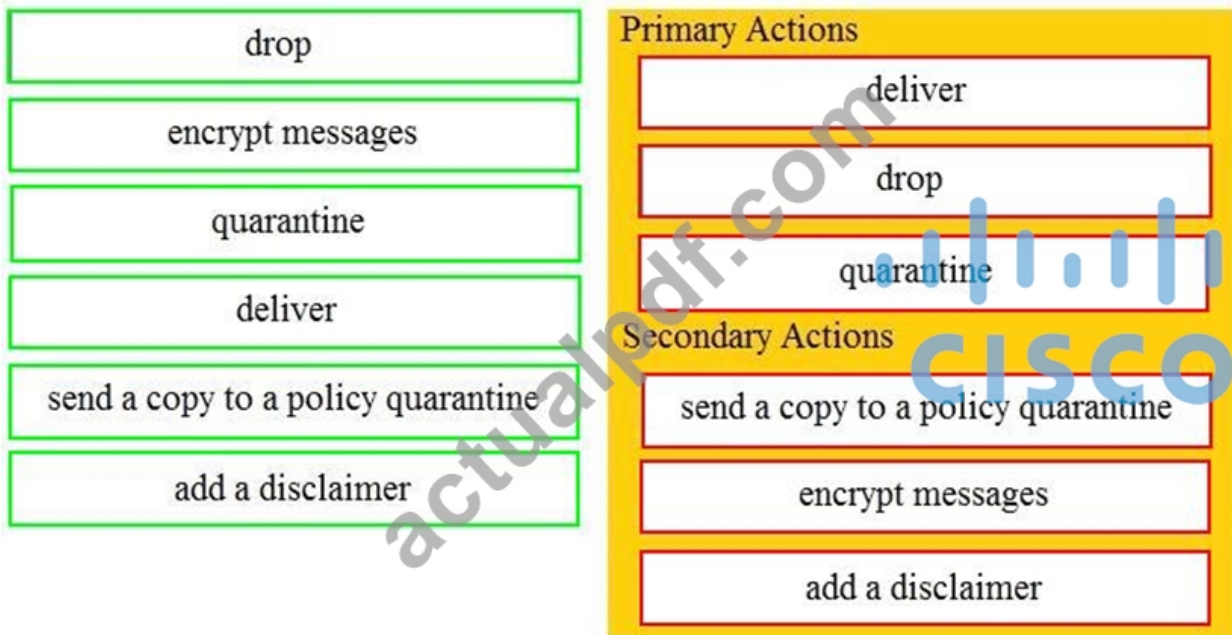 drop
encrypt messages
quarantine
deliver
send a copy to a policy quarantine
add a disclaimer
Primary Actions
deliver
drop
quarantine
Secondary Actions
send a copy to a policy quarantine
encrypt messages
add a disclaimer
actualpdf.com
CISCO